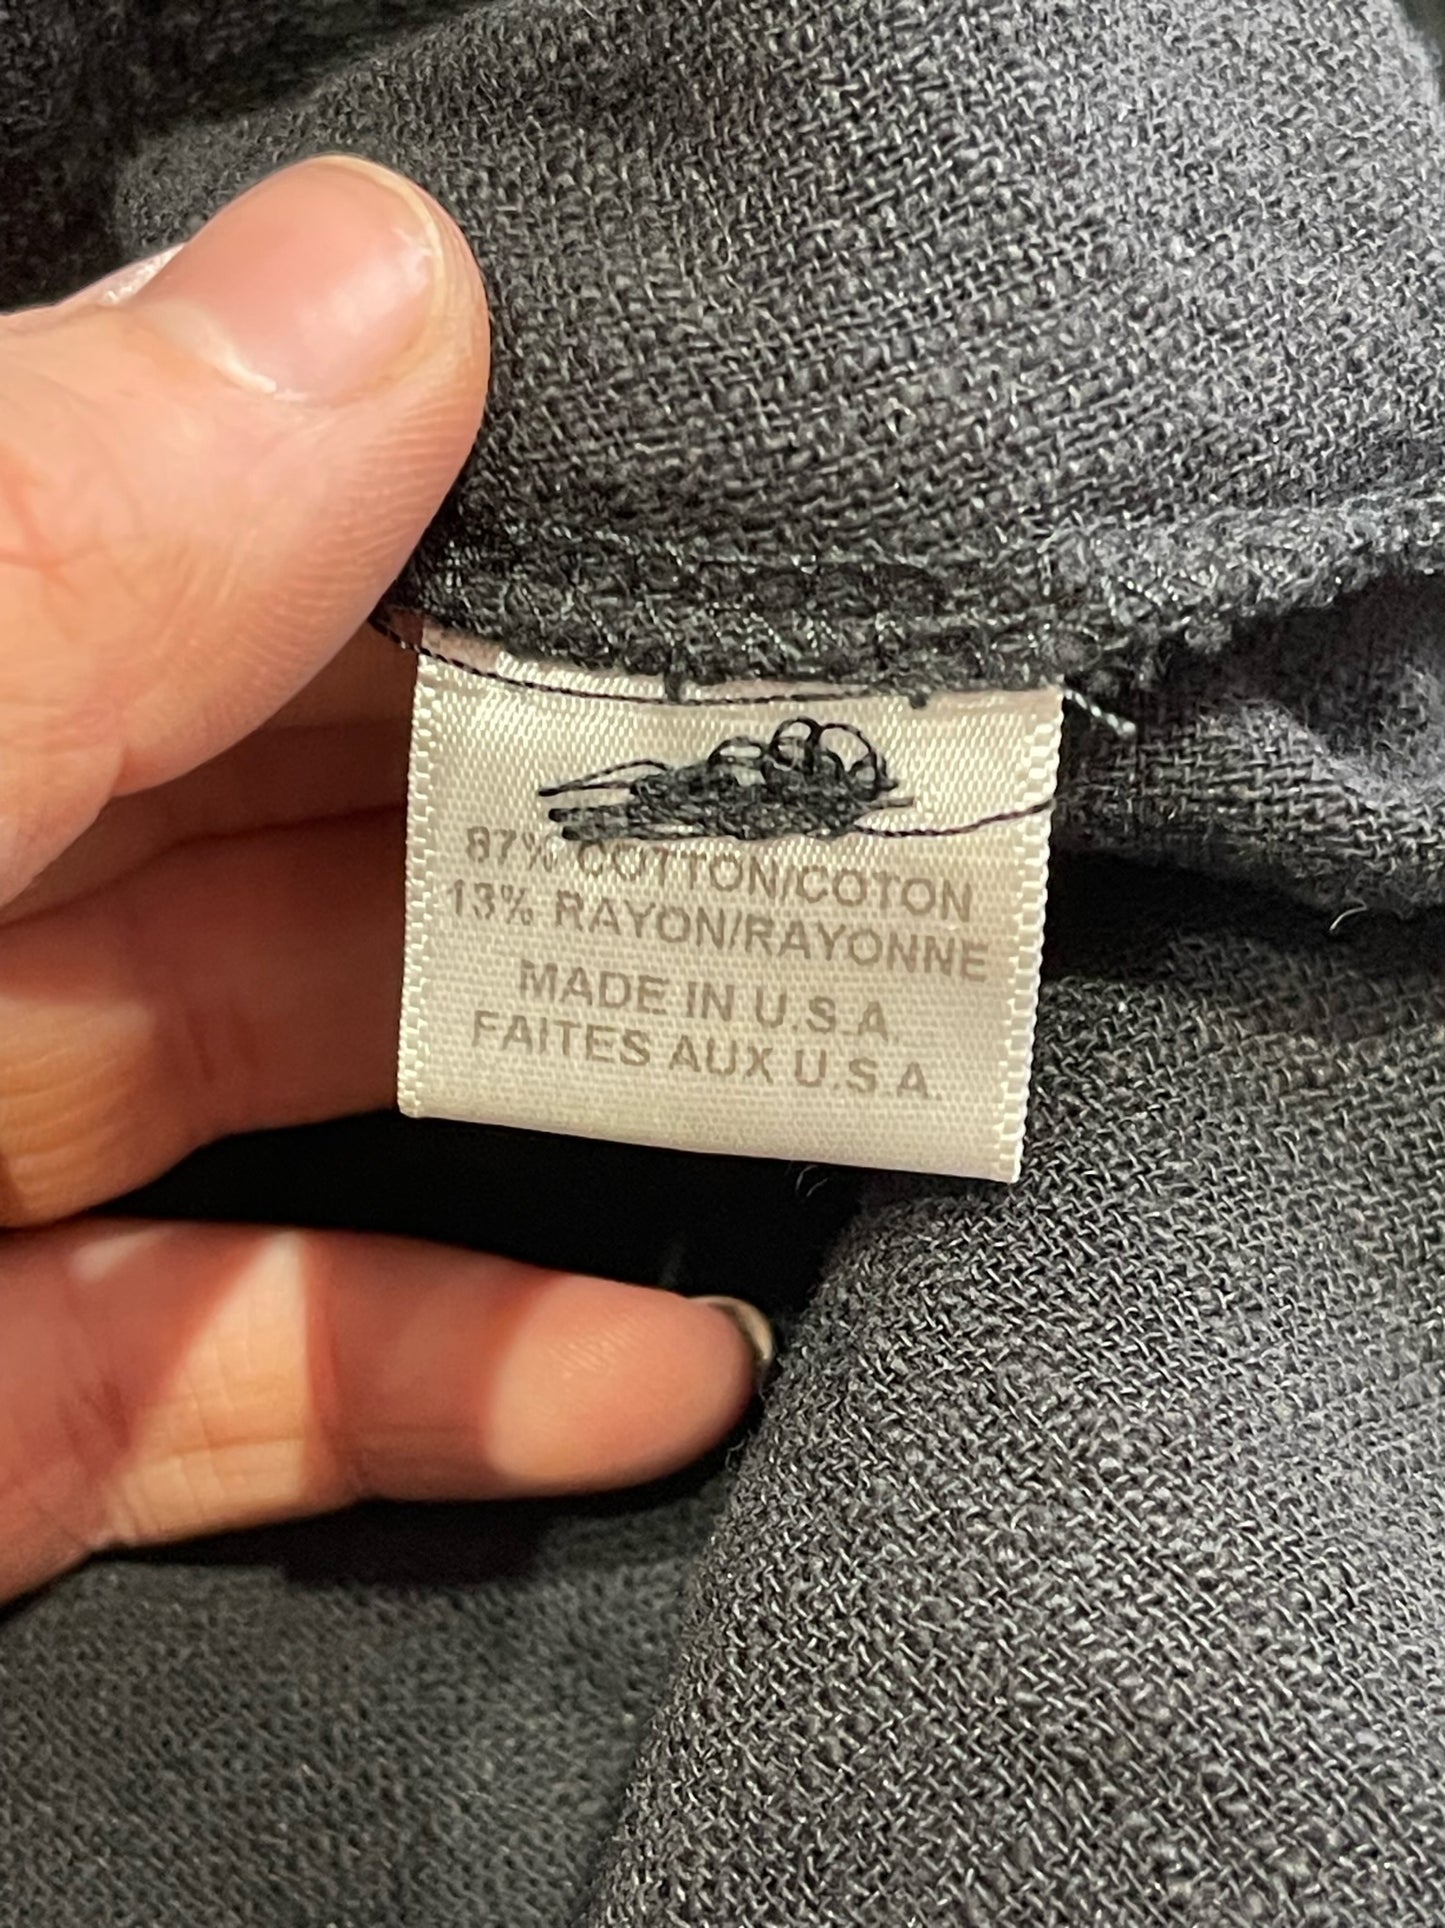 87% COTTON/COTON
13% RAYON/RAYONNE
MADE IN U.S.A.
FAITES AUX U.S.A.